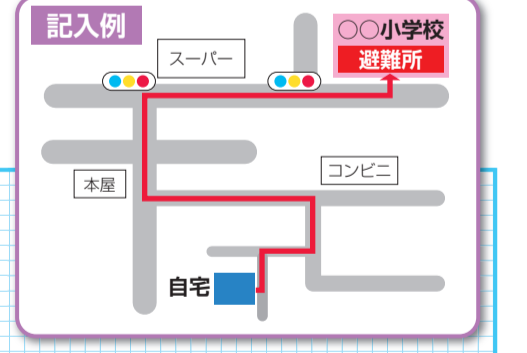 記入例
○○小学校
避難所
スーパー
本屋
コンビニ
自宅